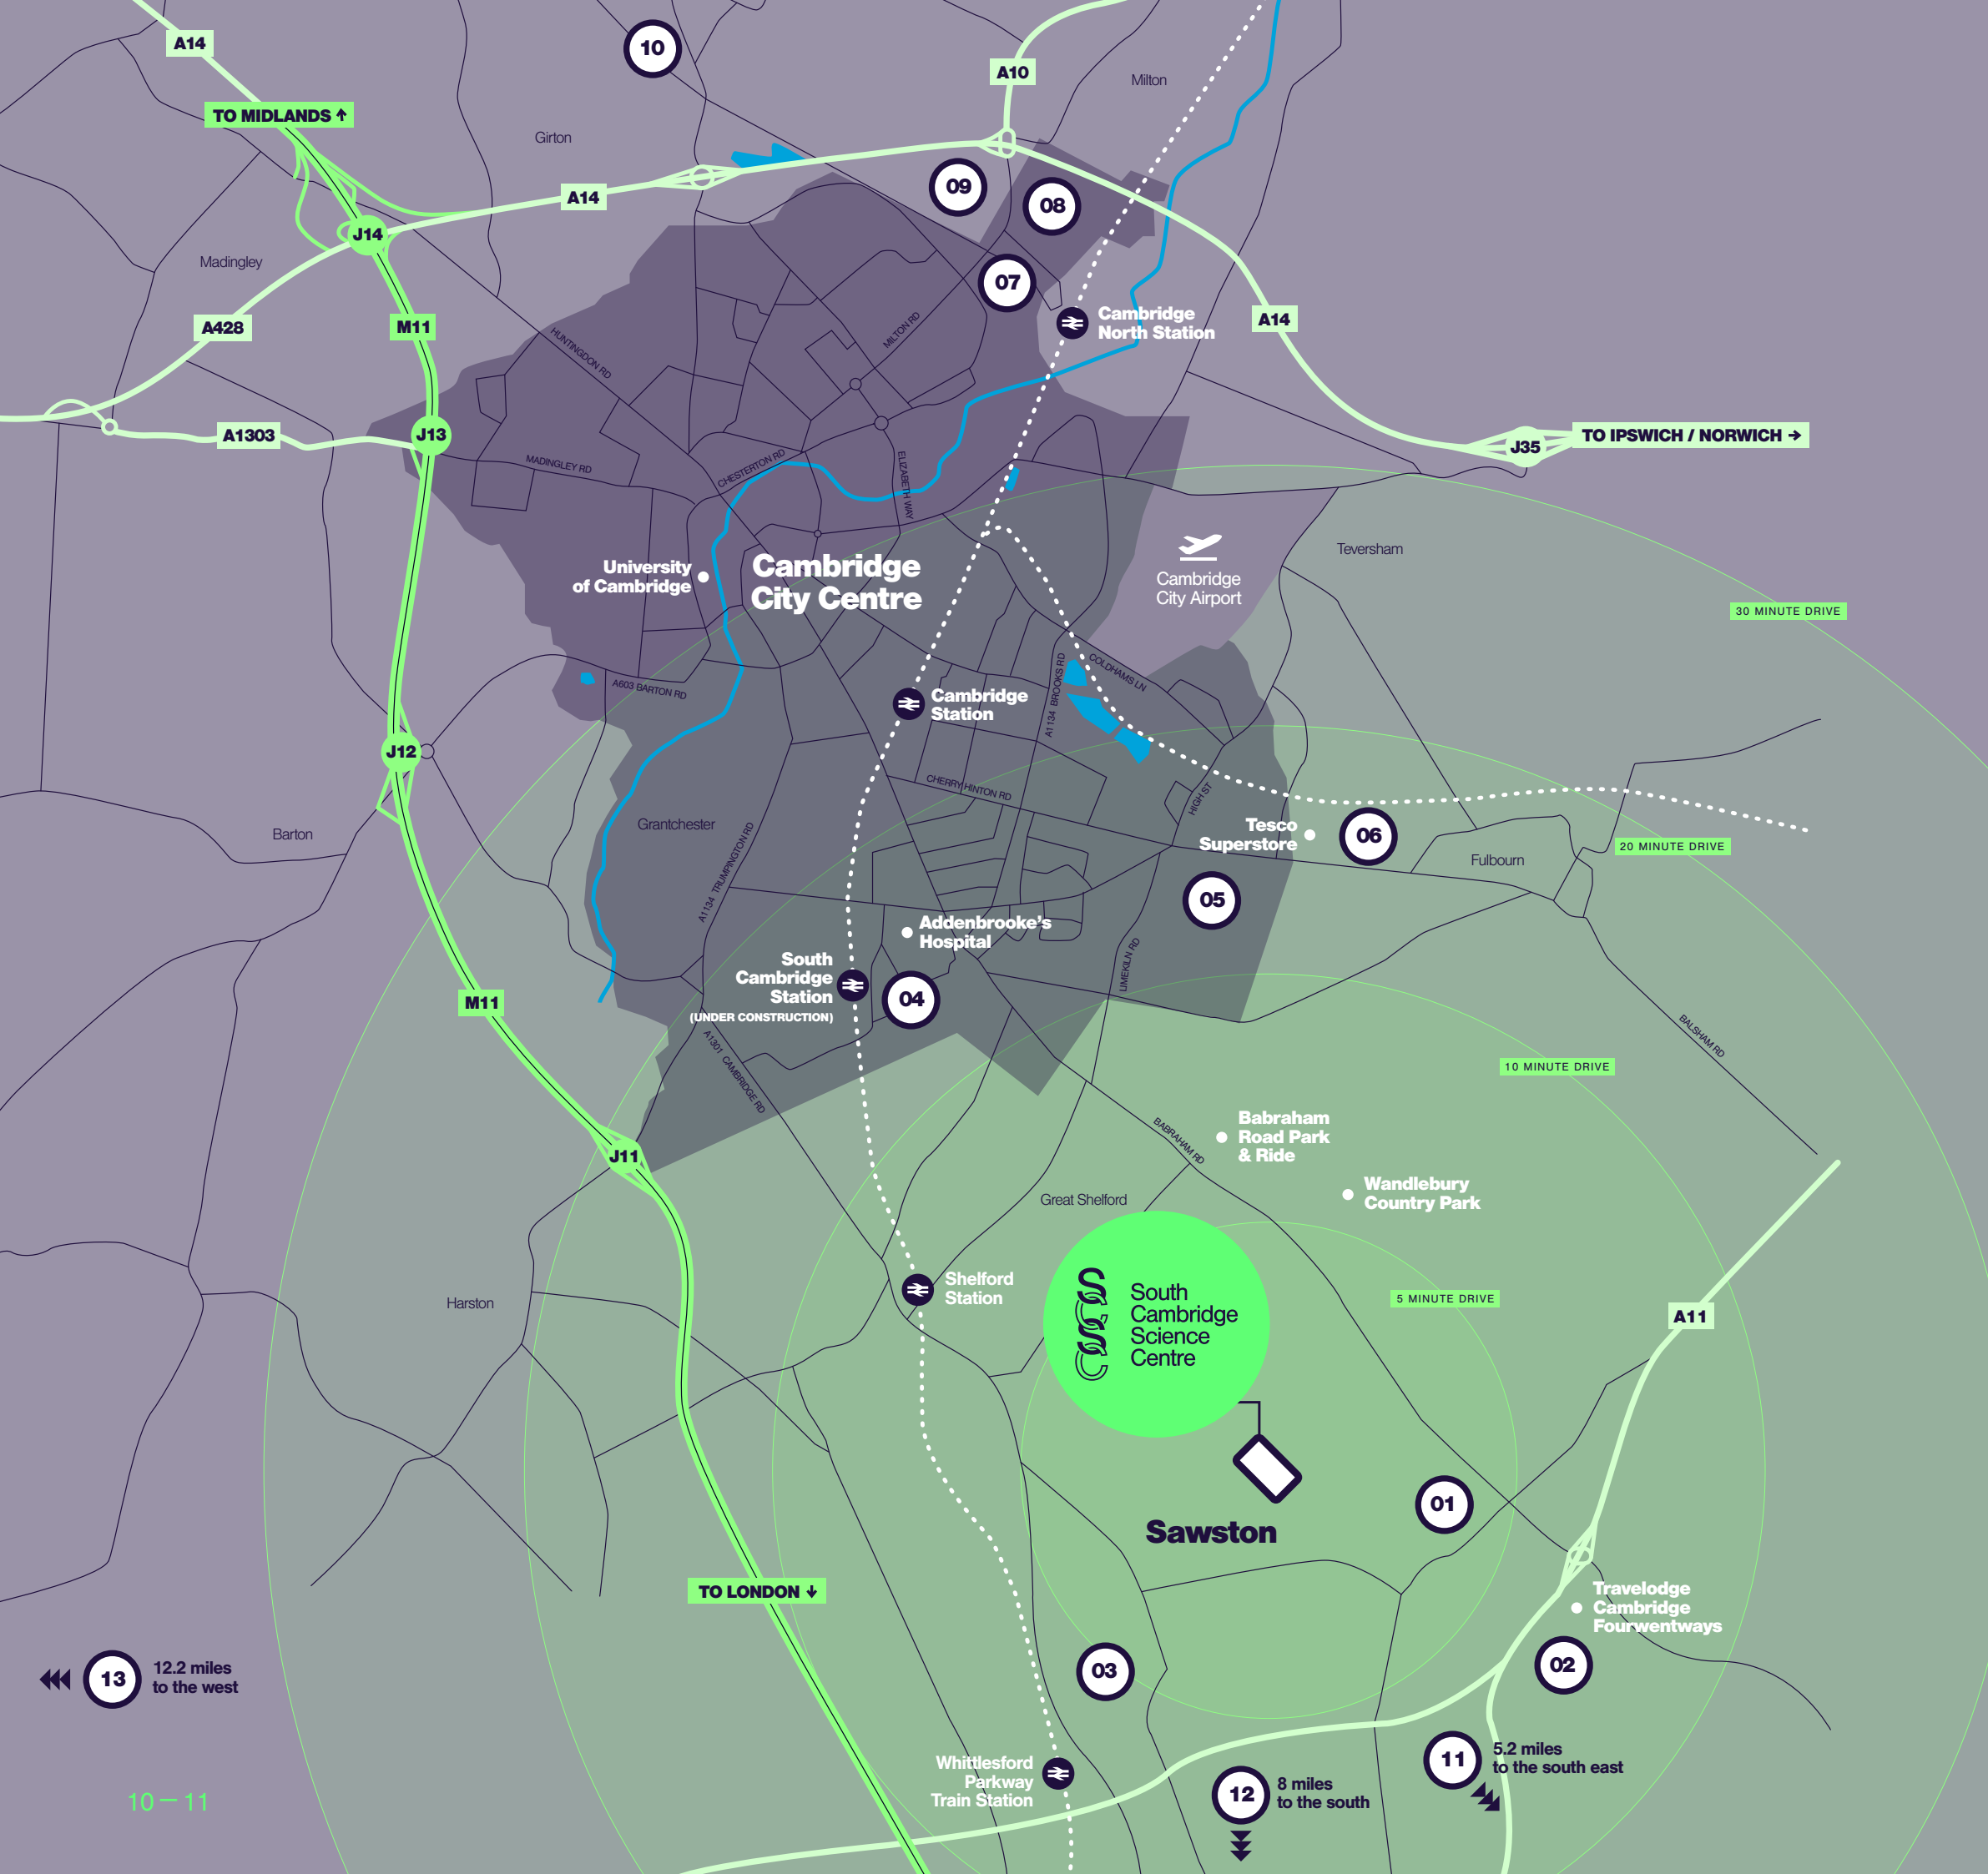 10
A14
A10
Milton
TO MIDLANDS ↑
Girton
09
A14
08
J14
Madingley
07
A428
M11
Cambridge
North Station
A14
HUNTINGDON RD
MILTON RD
A1303
J13
TO IPSWICH / NORWICH →
J35
MADINGLEY RD
CHESTERTON RD
ELIZABETH WAY
Teversham
University
of Cambridge
Cambridge
City Centre
Cambridge
City Airport
30 MINUTE DRIVE
A603 BARTON RD
COLDHAMS LN
A1134 BROOKS RD
Cambridge
Station
J12
CHERRY HINTON RD
HIGH ST
Barton
Grantchester
Tesco
Superstore
06
20 MINUTE DRIVE
Fulbourn
A1134 TRUMPINGTON RD
05
Addenbrooke's
Hospital
LIMEKILN RD
South
Cambridge
Station
(UNDER CONSTRUCTION)
04
M11
BALSHAM RD
A1301 CAMBRIDGE RD
10 MINUTE DRIVE
Babraham
Road Park
& Ride
BABRAHAM RD
J11
Wandlebury
Country Park
Great Shelford
Shelford
Station
SCSC
South
Cambridge
Science
Centre
5 MINUTE DRIVE
Harston
A11
01
Sawston
TO LONDON ↓
Travelodge
Cambridge
Fourwentways
13
12.2 miles
to the west
03
02
11
5.2 miles
to the south east
Whittlesford
Parkway
Train Station
12
8 miles
to the south
10—11